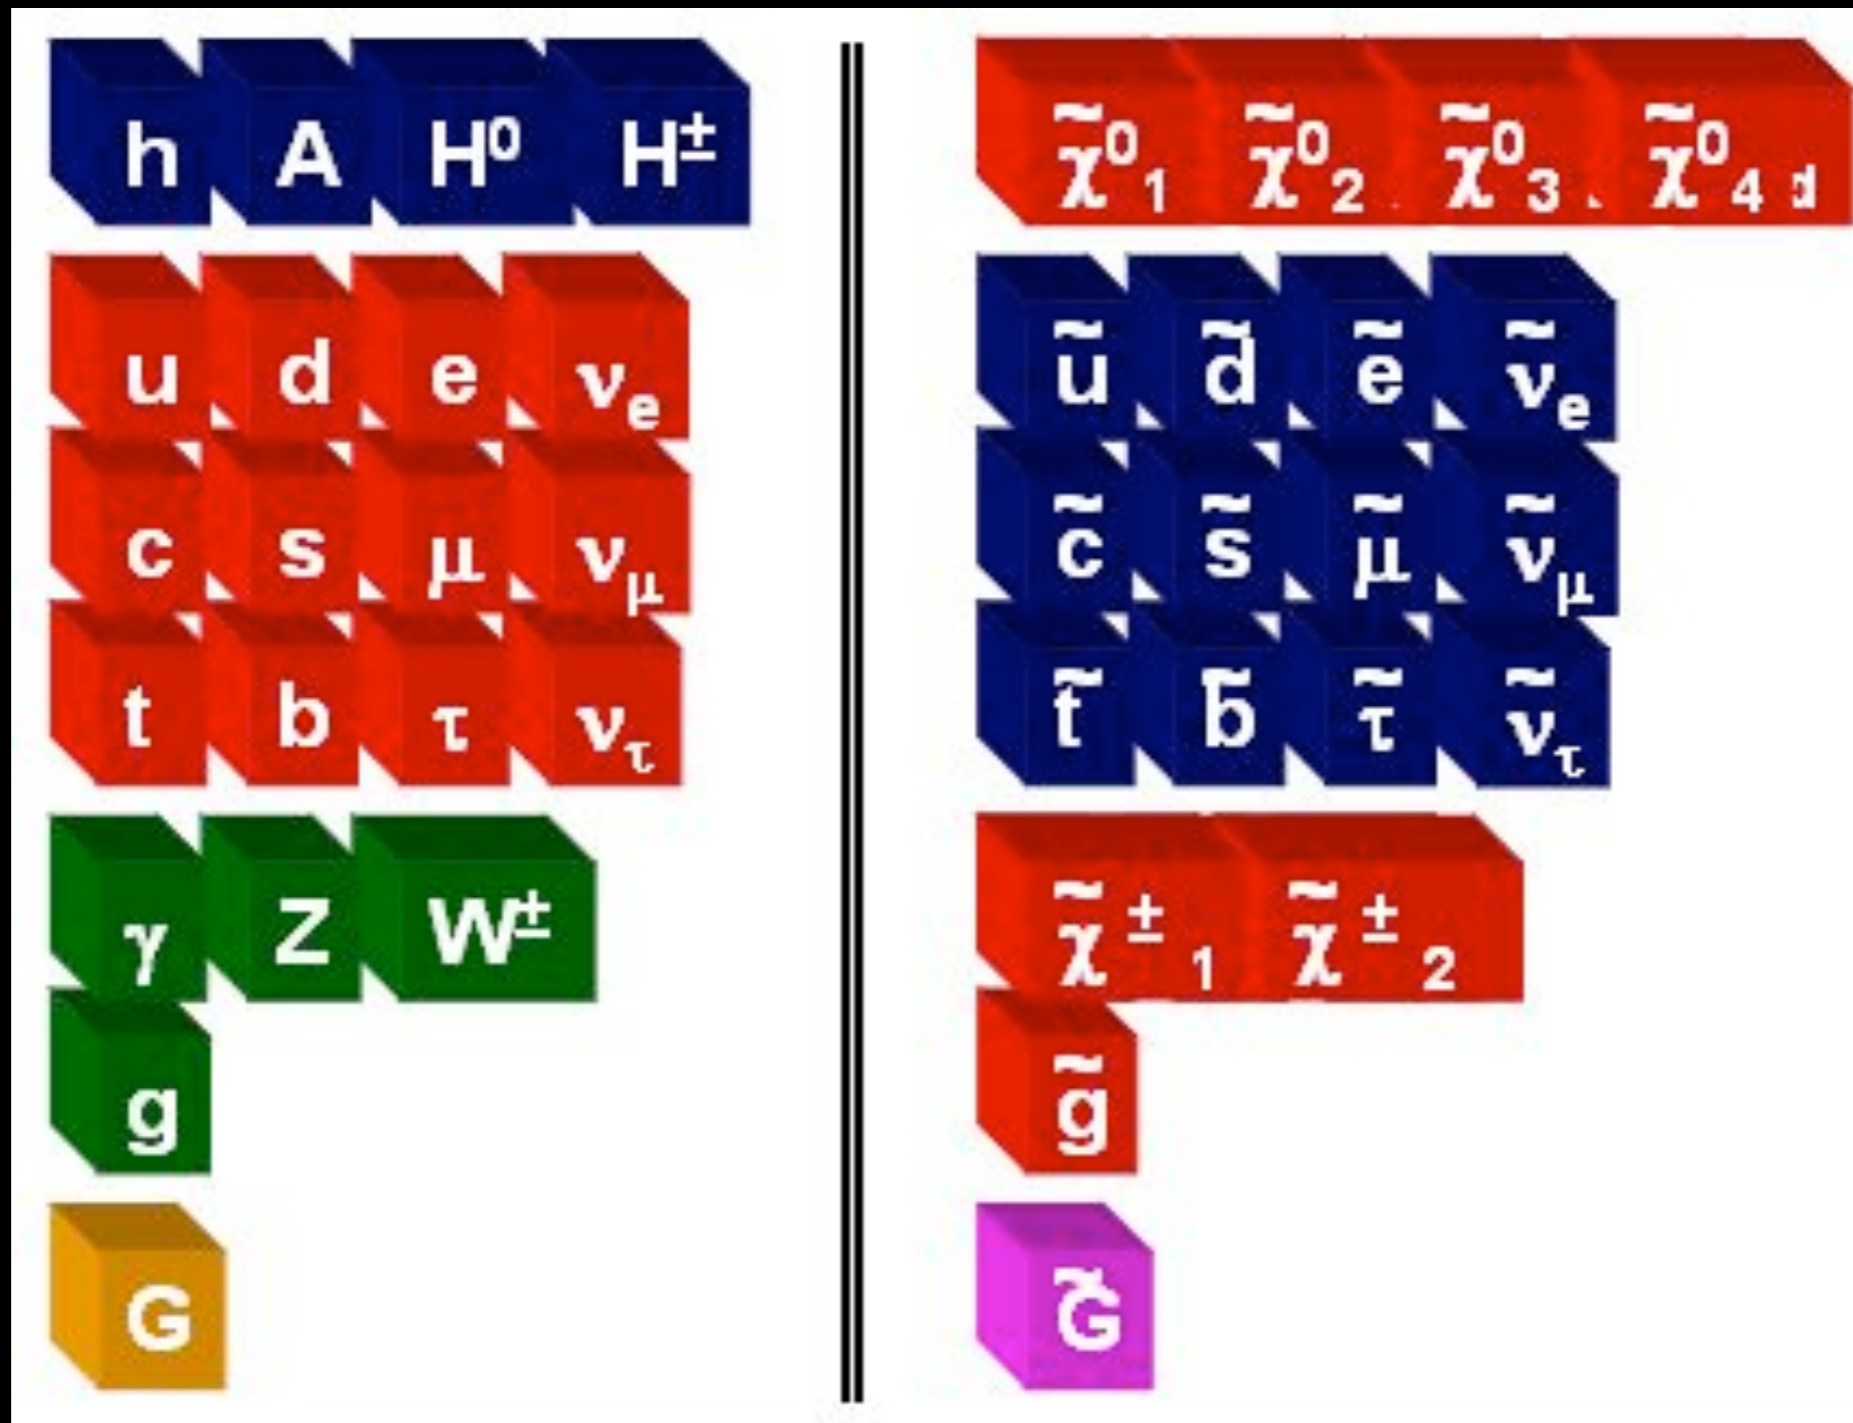 h A H⁰ H±
u d e νe
c s μ νμ
t b τ ντ
γ Z W±
g
G
χ̃⁰₁ χ̃⁰₂ χ̃⁰₃ χ̃⁰₄
ũ d̃ ẽ ν̃e
c̃ s̃ μ̃ ν̃μ
t̃ b̃ τ̃ ν̃τ
χ̃±₁ χ̃±₂
g̃
G̃